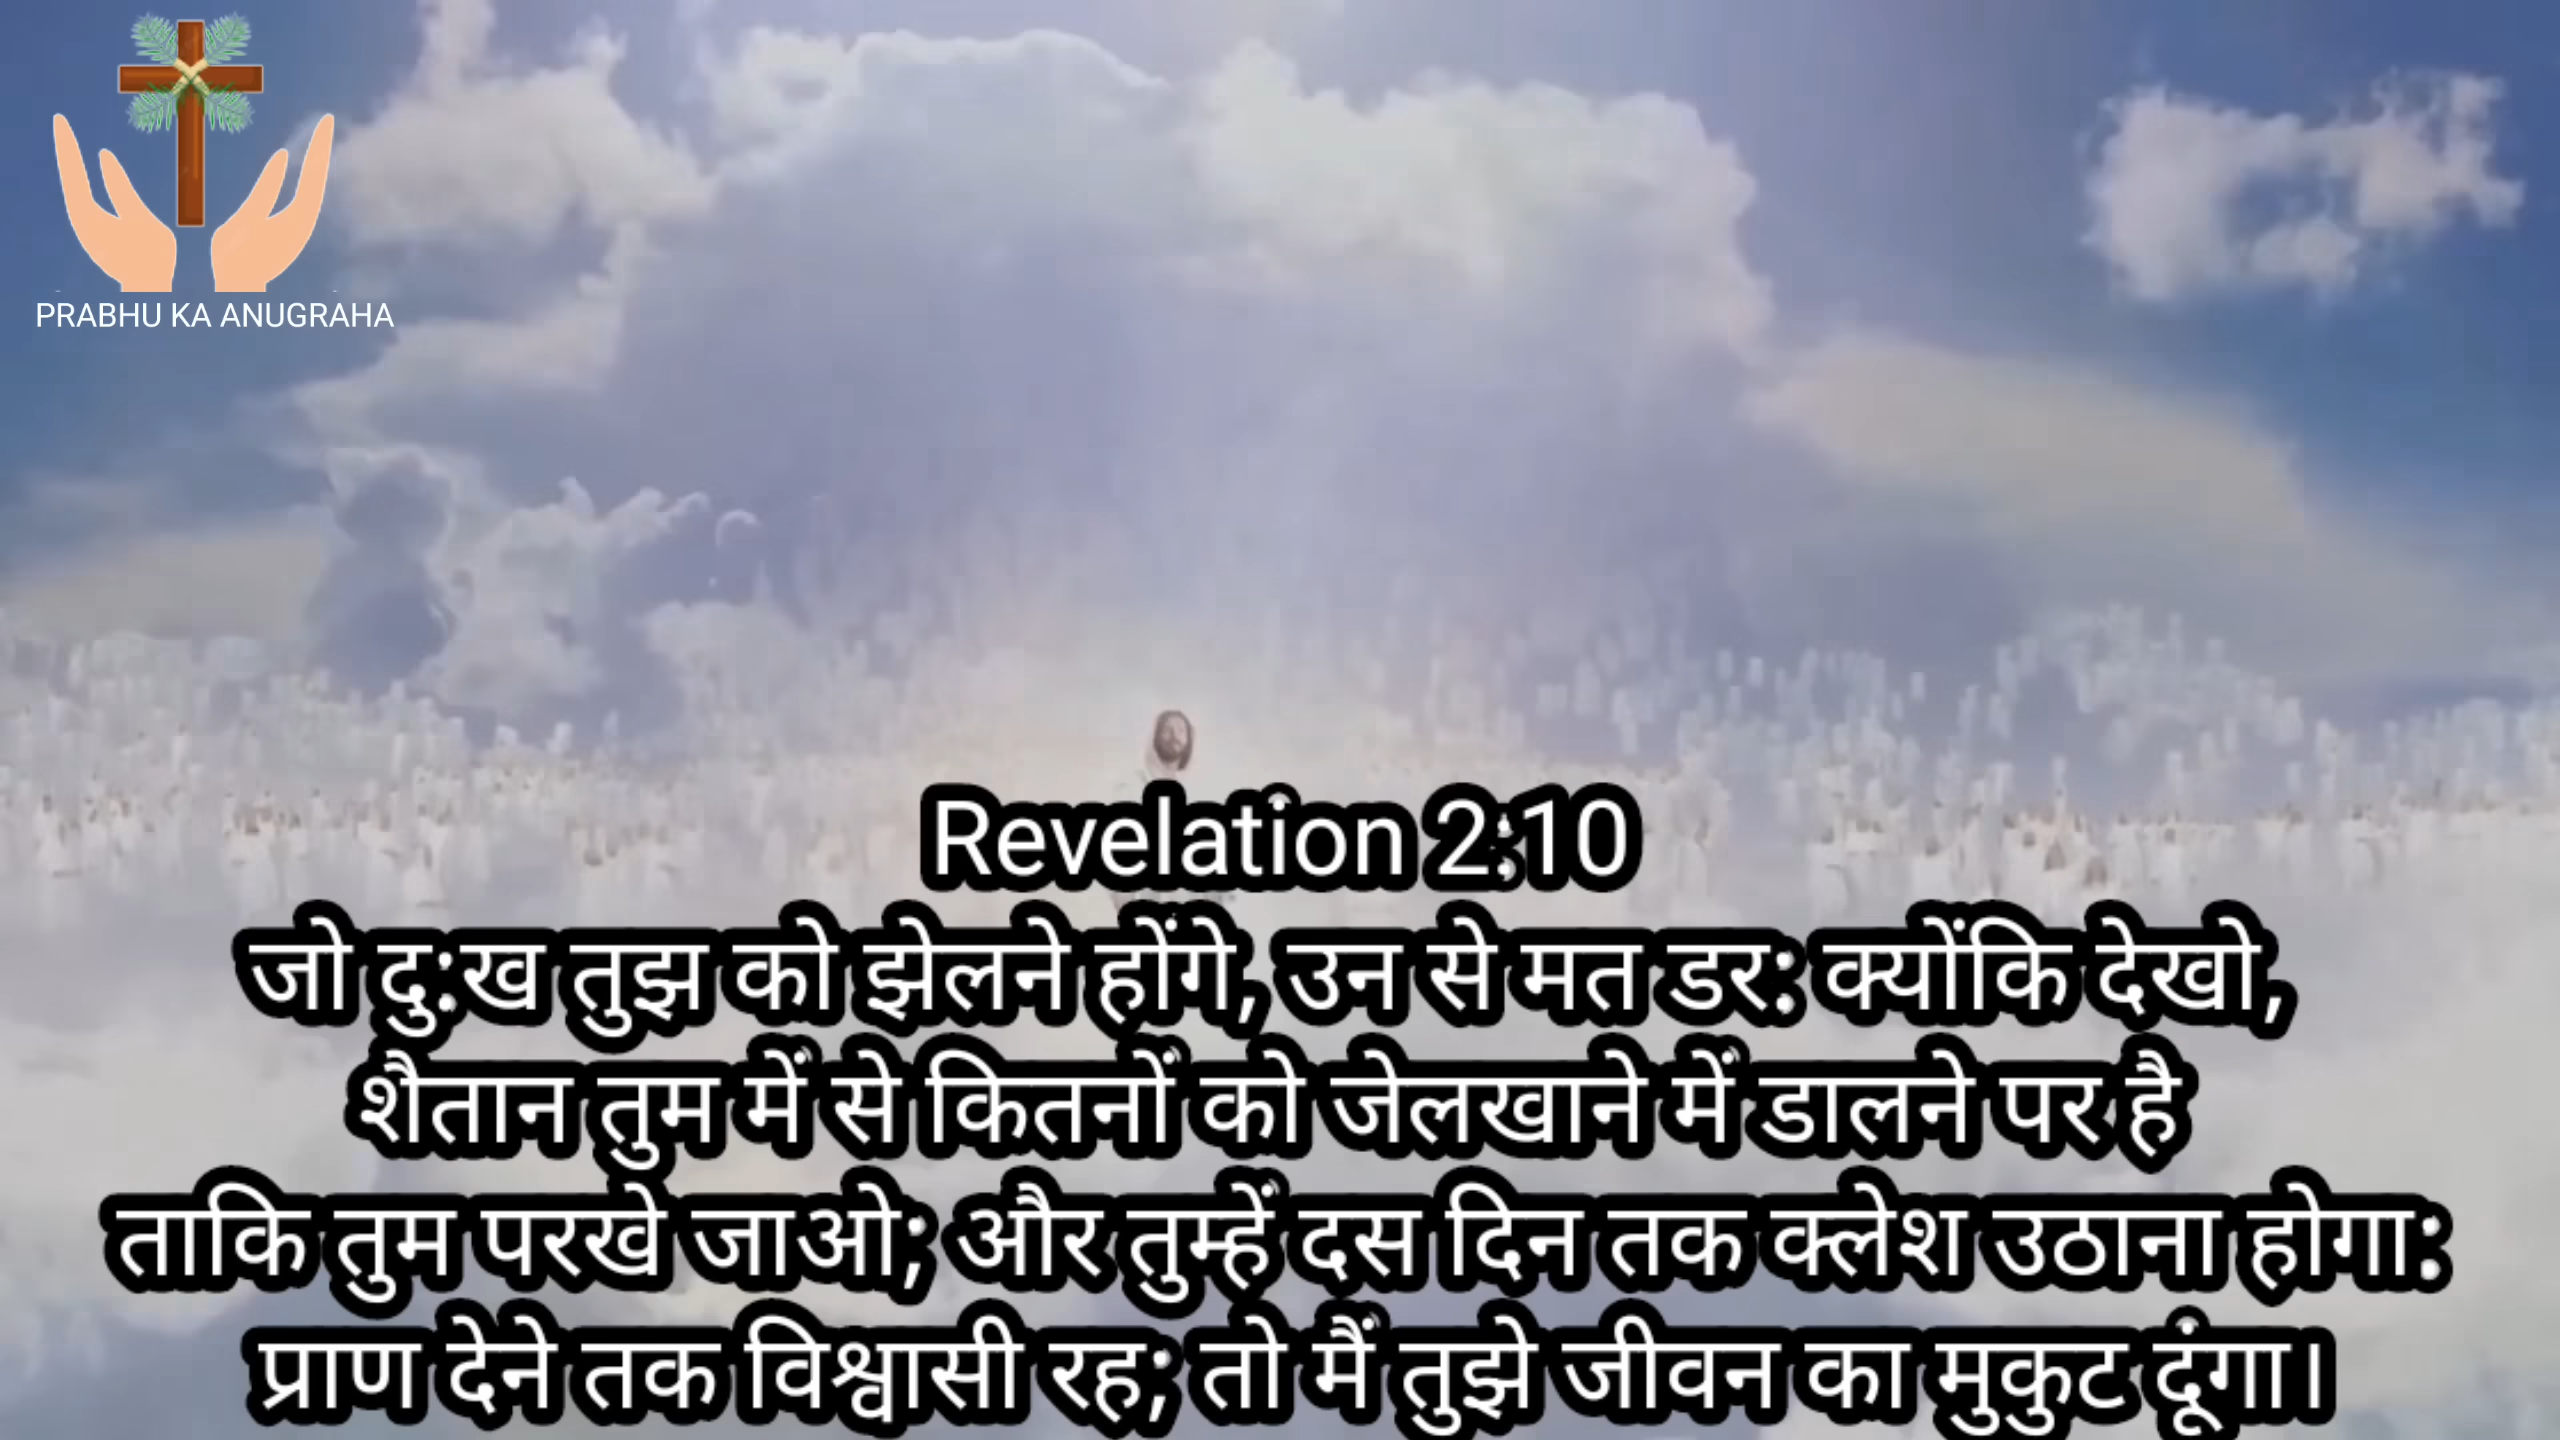 PRABHU KA ANUGRAHA
Revelation 2:10
जो दु:ख तुझ को झेलने होंगे, उन से मत डर: क्योंकि देखो,
शैतान तुम में से कितनों को जेलखाने में डालने पर है
ताकि तुम परखे जाओ; और तुम्हें दस दिन तक क्लेश उठाना होगा:
प्राण देने तक विश्वासी रह; तो मैं तुझे जीवन का मुकुट दूंगा।